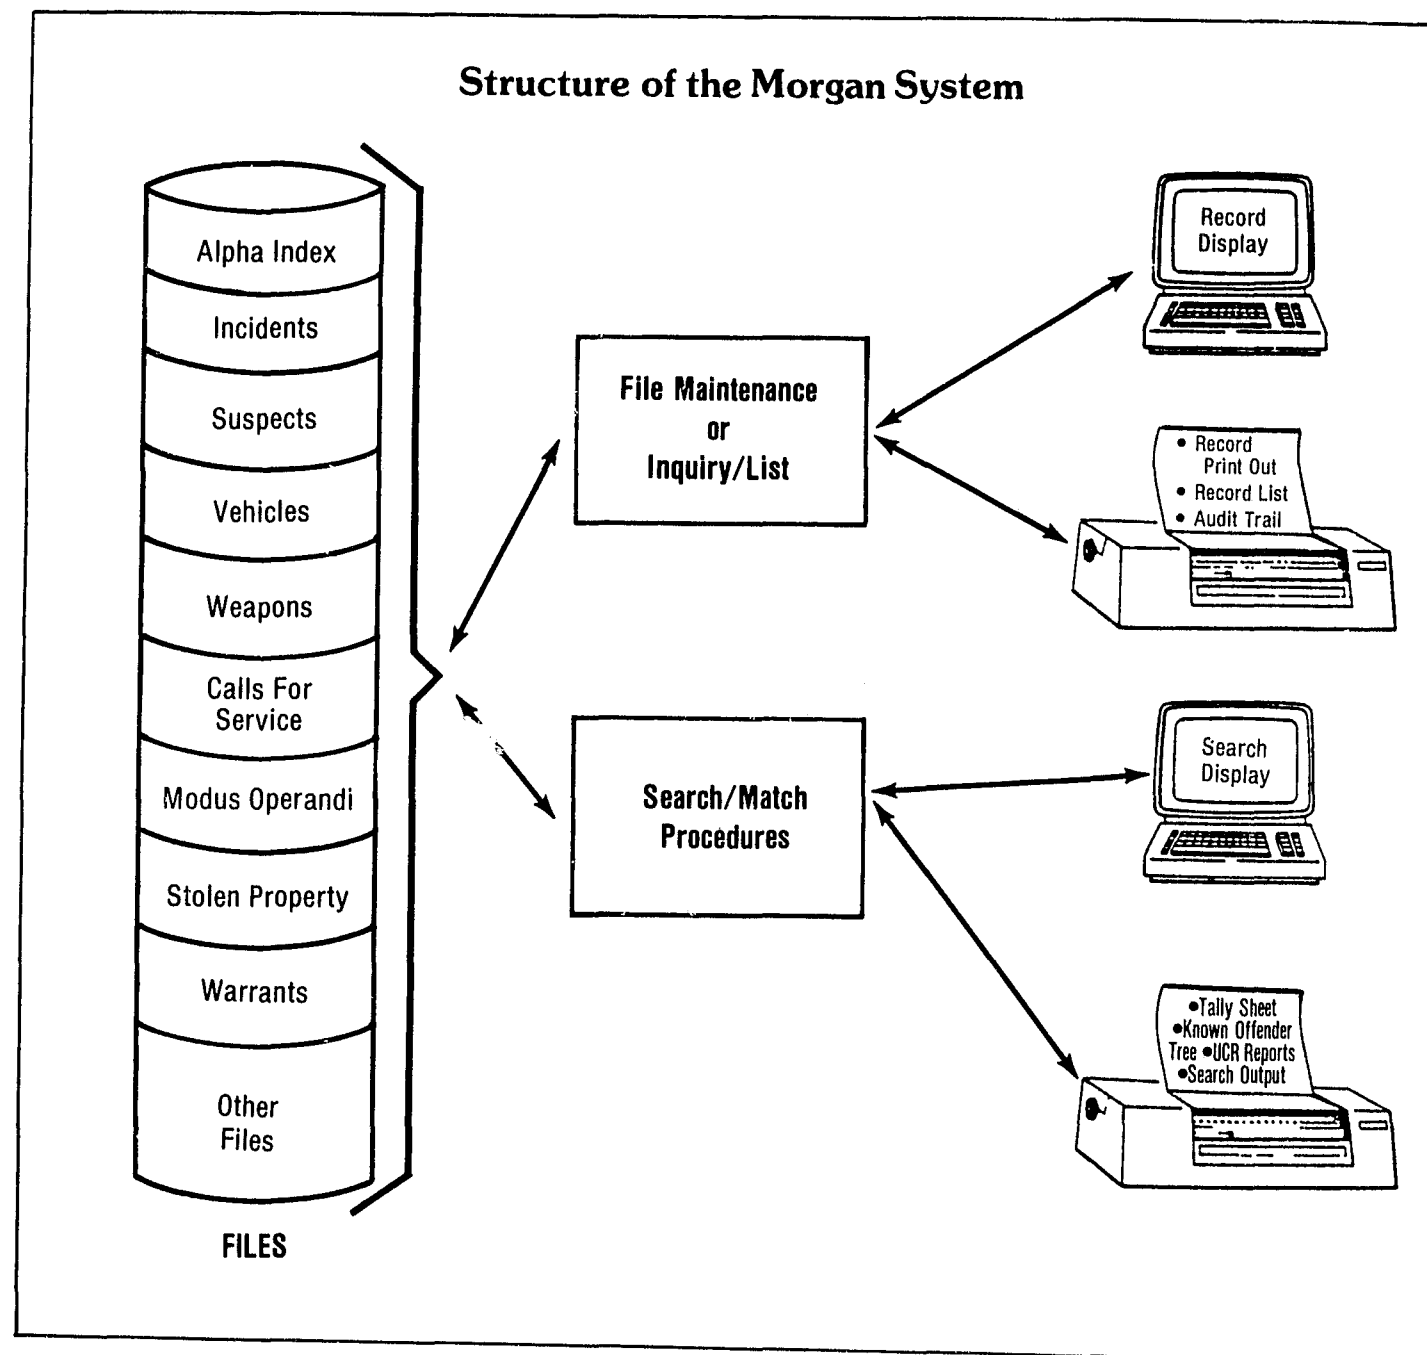 Structure of the Morgan System
Alpha Index
Incidents
Suspects
Vehicles
Weapons
Calls For
Service
Modus Operandi
Stolen Property
Warrants
Other
Files
FILES
File Maintenance
or
Inquiry/List
Search/Match
Procedures
Record
Display
• Record
Print Out
• Record List
• Audit Trail
Search
Display
•Tally Sheet
•Known Offender
Tree •UCR Reports
•Search Output